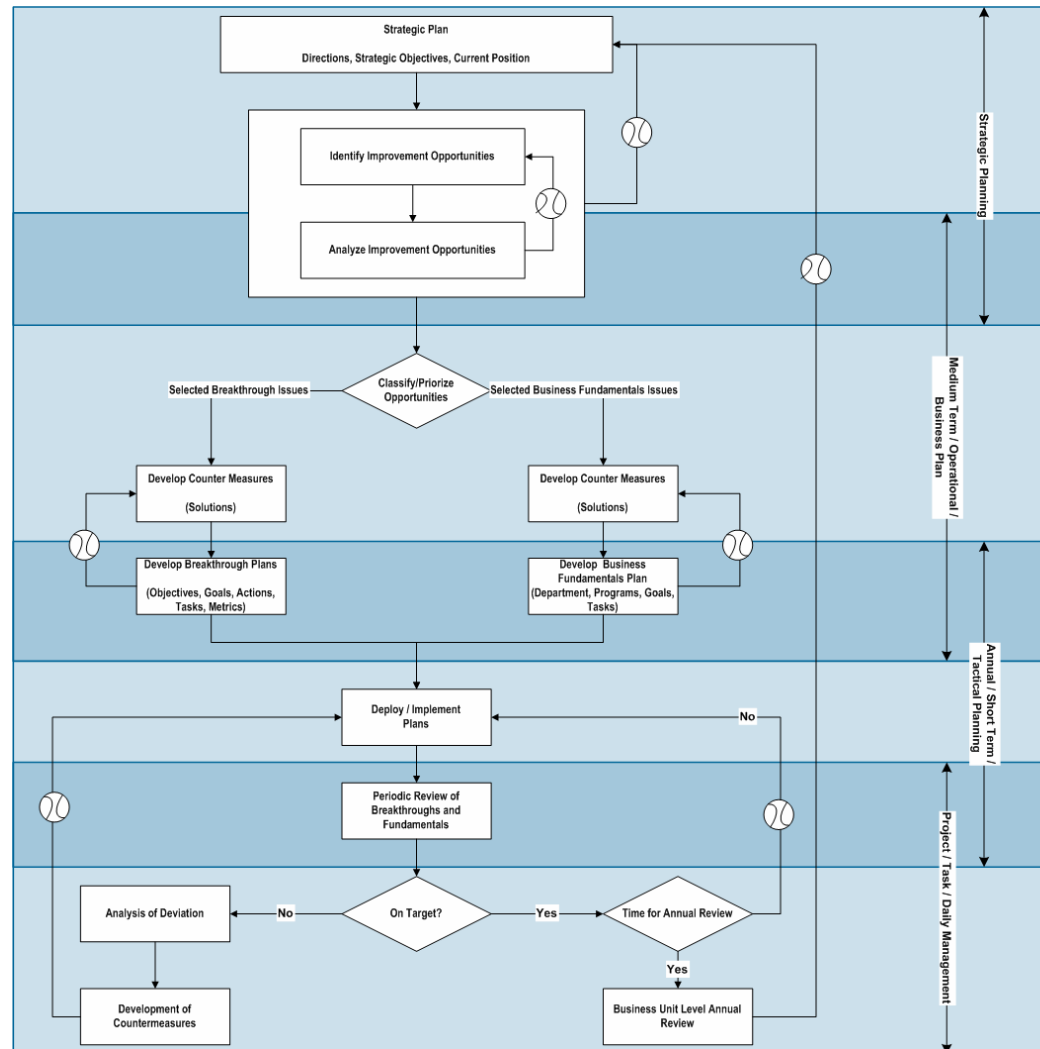 Strategic Plan
Directions, Strategic Objectives, Current Position
Identify Improvement Opportunities
Analyze Improvement Opportunities
Strategic Planning
Classify/Priorize
Opportunities
Selected Breakthrough Issues
Selected Business Fundamentals Issues
Develop Counter Measures
(Solutions)
Develop Counter Measures
(Solutions)
Medium Term / Operational /
Business Plan
Develop Breakthrough Plans
(Objectives, Goals, Actions,
Tasks, Metrics)
Develop Business
Fundamentals Plan
(Department, Programs, Goals,
Tasks)
Annual / Short Term /
Tactical Planning
Deploy / Implement
Plans
No
Periodic Review of
Breakthroughs and
Fundamentals
Project / Task / Daily Management
Analysis of Deviation
No
On Target?
Yes
Time for Annual Review
Yes
Development of
Countermeasures
Business Unit Level Annual
Review